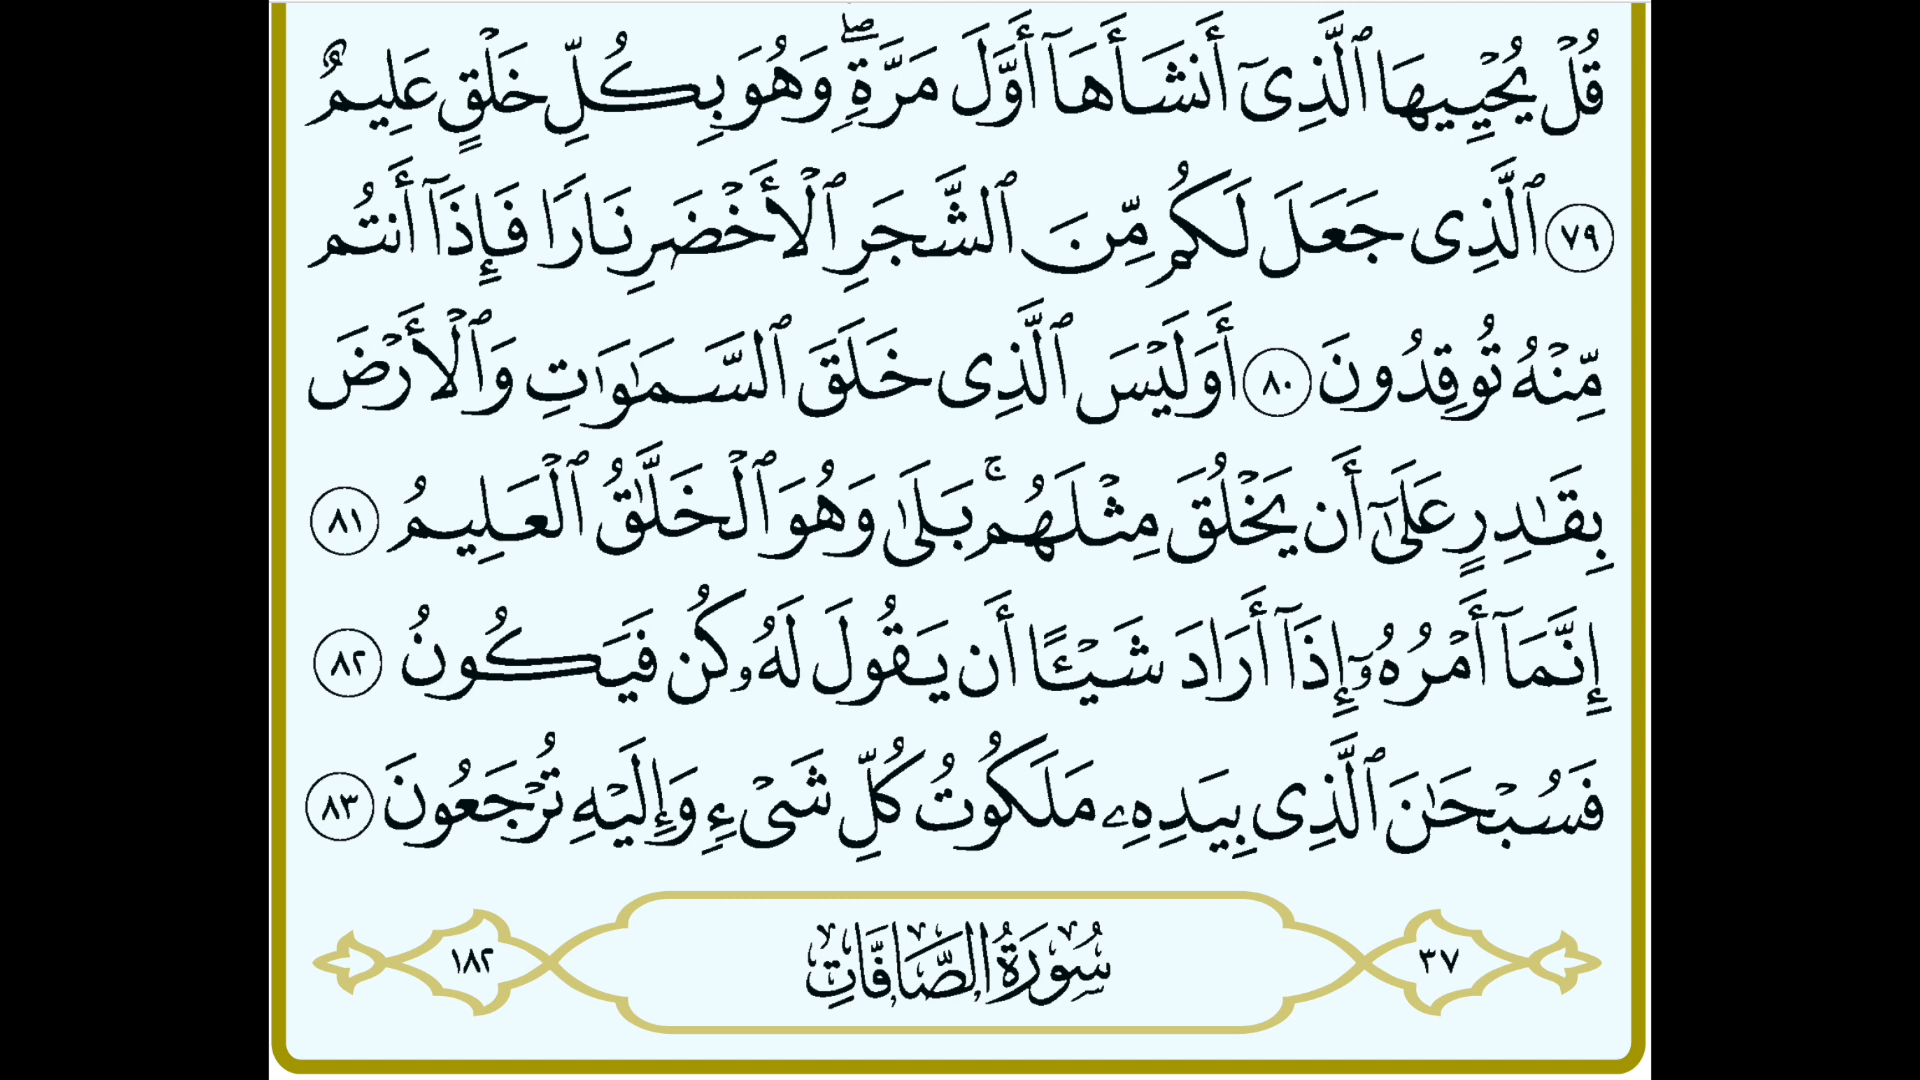 قُلْ يُحْيِيهَا ٱلَّذِىٓ أَنشَأَهَآ أَوَّلَ مَرَّةٍۢ ۖ وَهُوَ بِكُلِّ خَلْقٍ عَلِيمٌ
٧٩ ٱلَّذِى جَعَلَ لَكُم مِّنَ ٱلشَّجَرِ ٱلْأَخْضَرِ نَارًا فَإِذَآ أَنتُم
مِّنْهُ تُوقِدُونَ ٨٠ أَوَلَيْسَ ٱلَّذِى خَلَقَ ٱلسَّمَـٰوَٰتِ وَٱلْأَرْضَ
بِقَـٰدِرٍ عَلَىٰٓ أَن يَخْلُقَ مِثْلَهُم ۚ بَلَىٰ وَهُوَ ٱلْخَلَّـٰقُ ٱلْعَلِيمُ ٨١
إِنَّمَآ أَمْرُهُۥٓ إِذَآ أَرَادَ شَيْـًٔا أَن يَقُولَ لَهُۥ كُن فَيَكُونُ ٨٢
فَسُبْحَـٰنَ ٱلَّذِى بِيَدِهِۦ مَلَكُوتُ كُلِّ شَىْءٍ وَإِلَيْهِ تُرْجَعُونَ ٨٣
٣٧ سُورَةُ الصَّافَّاتِ ١٨٢